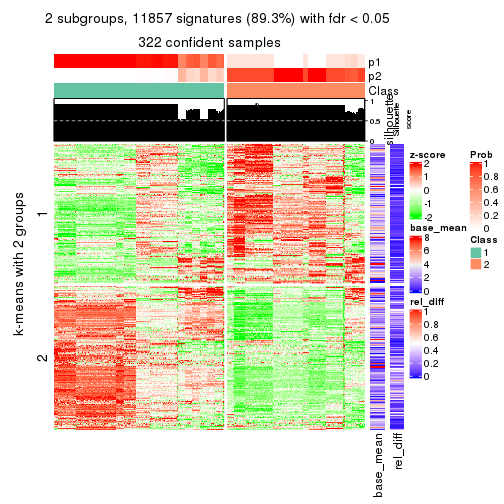 2 subgroups, 11857 signatures (89.3%) with fdr < 0.05
322 confident samples
p1
p2
Class
1
0.5
0
silhouette
Silhouette
score
k-means with 2 groups
1
2
base_mean
rel_diff
z-score
2
1
0
-1
-2
base_mean
8
6
4
2
0
rel_diff
1
0.8
0.6
0.4
0.2
0
Prob
1
0.8
0.6
0.4
0.2
0
Class
1
2